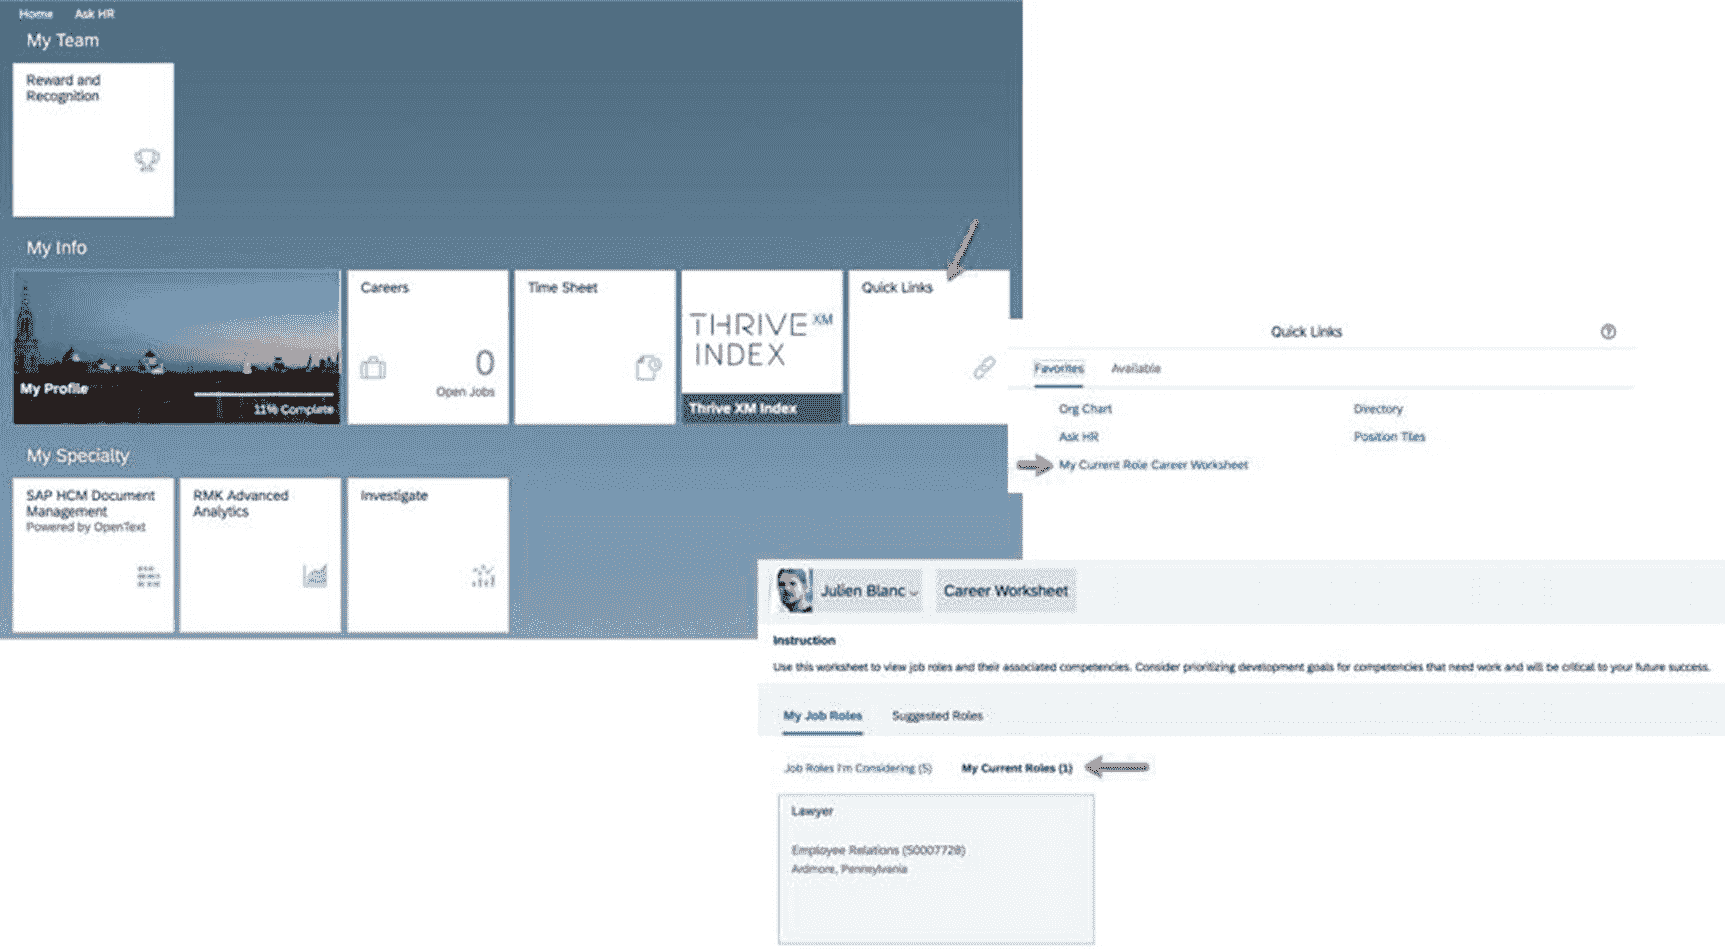 Home Ask HR
My Team
Reward and
Recognition
My Info
My Profile
11% Complete
Careers
0
Open Jobs
Time Sheet
THRIVE XM
INDEX
Thrive XM Index
Quick Links
My Specialty
SAP HCM Document
Management
Powered by OpenText
RMK Advanced
Analytics
Investigate
Quick Links
Favorites Available
Org Chart Directory
Ask HR Position Tiles
My Current Role Career Worksheet
Julien Blanc Career Worksheet
Instruction
Use this worksheet to view job roles and their associated competencies. Consider prioritizing development goals for competencies that need work and will be critical to your future success.
My Job Roles Suggested Roles
Job Roles I'm Considering (5) My Current Roles (1)
Lawyer
Employee Relations (50007728)
Ardmore, Pennsylvania